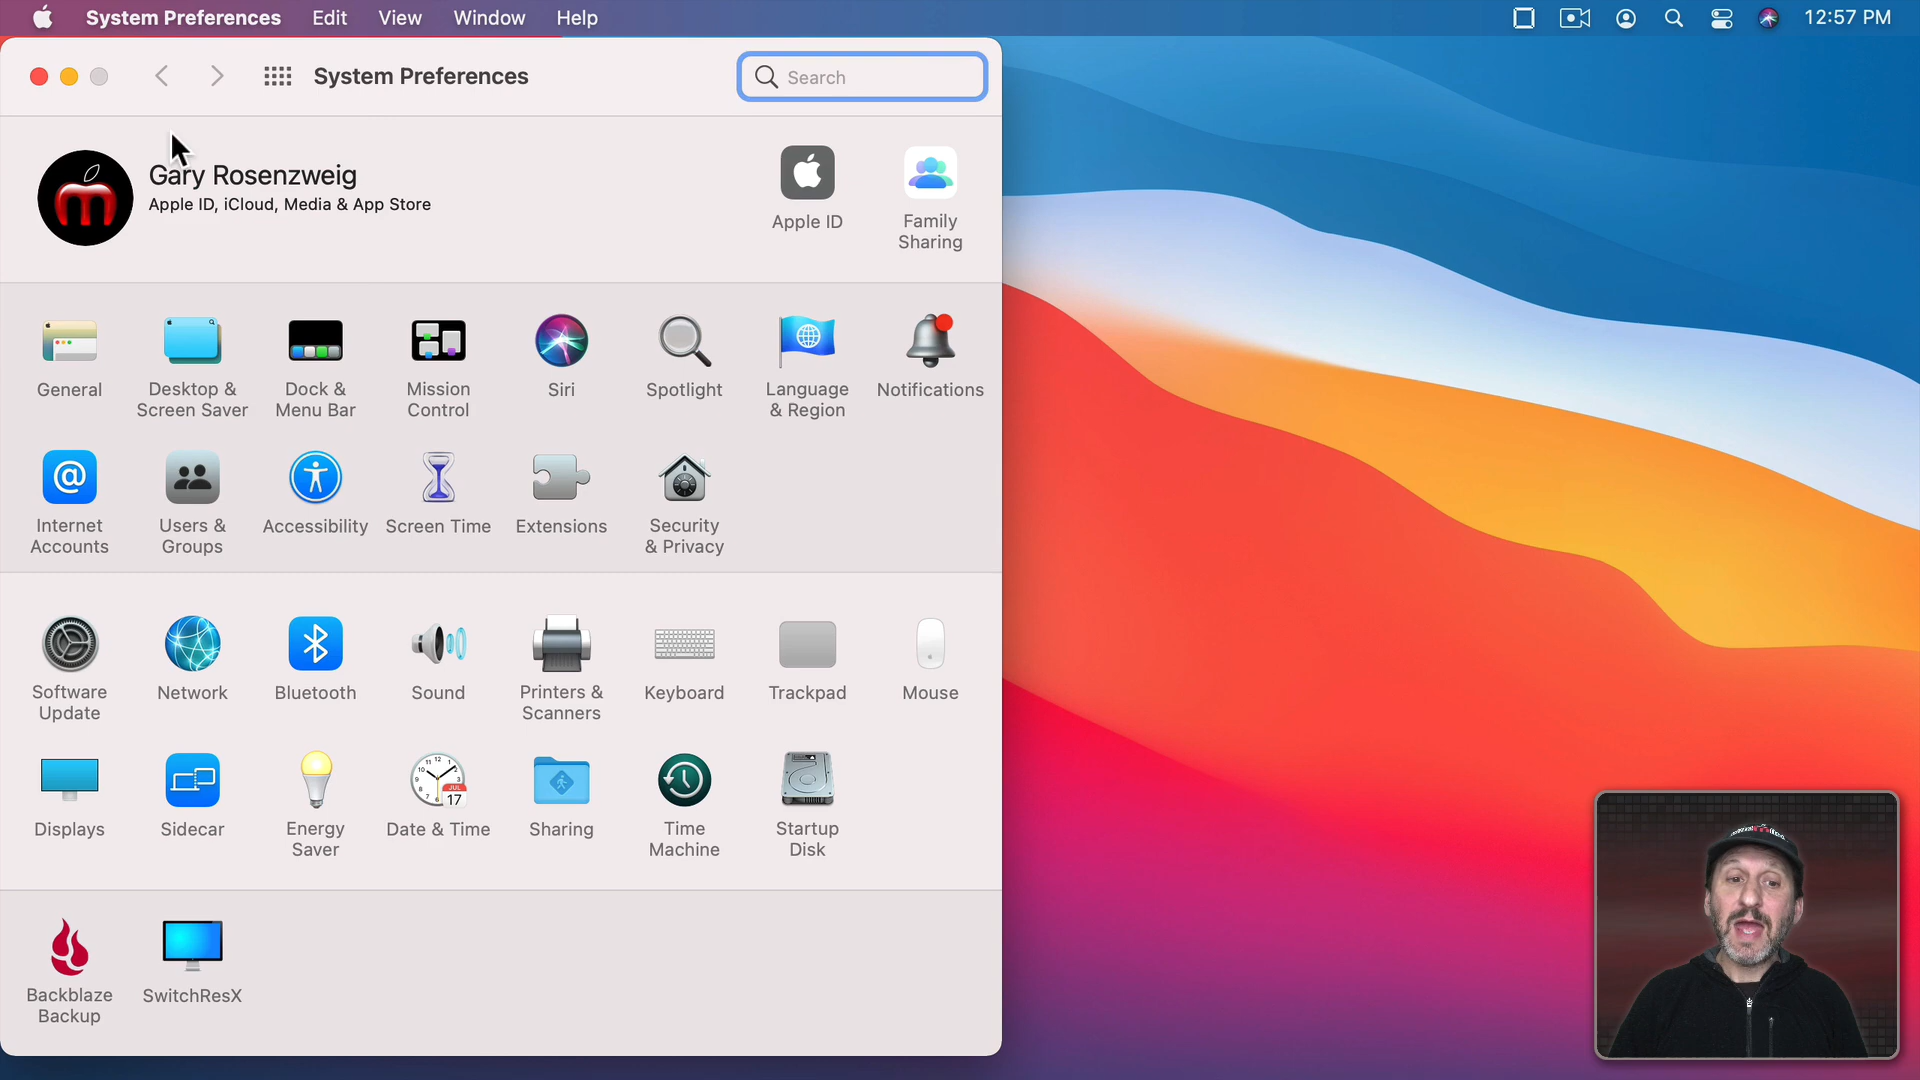 System Preferences Edit View Window Help 12:57 PM
System Preferences
Search
Gary Rosenzweig
Apple ID, iCloud, Media & App Store
Apple ID
Family
Sharing
General
Desktop &
Screen Saver
Dock &
Menu Bar
Mission
Control
Siri
Spotlight
Language
& Region
Notifications
Internet
Accounts
Users &
Groups
Accessibility
Screen Time
Extensions
Security
& Privacy
Software
Update
Network
Bluetooth
Sound
Printers &
Scanners
Keyboard
Trackpad
Mouse
Displays
Sidecar
Energy
Saver
JUL
17
Date & Time
Sharing
Time
Machine
Startup
Disk
Backblaze
Backup
SwitchResX